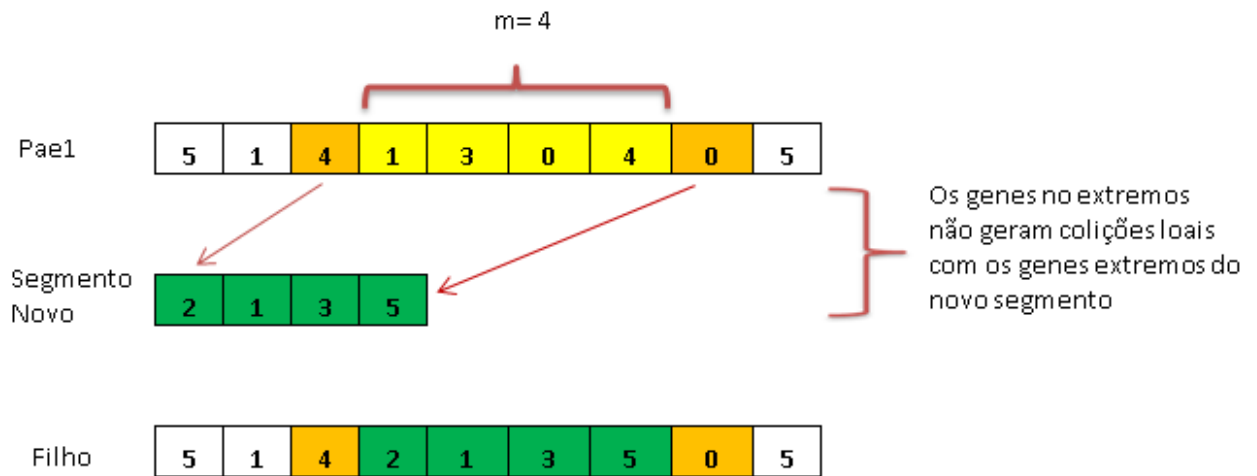 m= 4
Pae1
5 1 4 1 3 0 4 0 5
Os genes no extremos
não geram colições loais
com os genes extremos do
novo segmento
Segmento
Novo
2 1 3 5
Filho
5 1 4 2 1 3 5 0 5